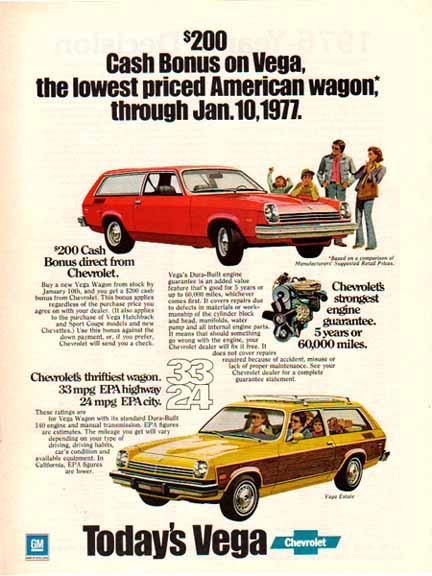 $200
Cash Bonus on Vega,
the lowest priced American wagon,*
through Jan.10,1977.
*Based on a comparison of
Manufacturers' Suggested Retail Prices.
$200 Cash
Bonus direct from
Chevrolet.
Buy a new Vega Wagon from stock by
January 10th, and you get a $200 cash
bonus from Chevrolet. This bonus applies
regardless of the purchase price you
agree on with your dealer. (It also applies
to the purchase of Vega Hatchback
and Sport Coupe models and new
Chevettes.) Use this bonus against the
down payment, or, if you prefer,
Chevrolet will send you a check.
Vega's Dura-Built engine
guarantee is an added value
feature that's good for 5 years or
up to 60,000 miles, whichever
comes first. It covers repairs due
to defects in materials or work-
manship of the cylinder block
and head, manifolds, water
pump and all internal engine parts.
It means that should something
go wrong with the engine, your
Chevrolet dealer will fix it free. It
does not cover repairs
required because of accident, misuse or
lack of proper maintenance. See your
Chevrolet dealer for a complete
guarantee statement.
Chevrolet's
strongest
engine
guarantee.
5 years or
60,000 miles.
Chevrolet's thriftiest wagon.
33 mpg EPA highway
24 mpg EPA city.
33
24
These ratings are
for Vega Wagon with its standard Dura-Built
140 engine and manual transmission. EPA figures
are estimates. The mileage you get will vary
depending on your type of
driving, driving habits,
car's condition and
available equipment. In
California, EPA figures
are lower.
Vega Estate
GM
Today's Vega
Chevrolet